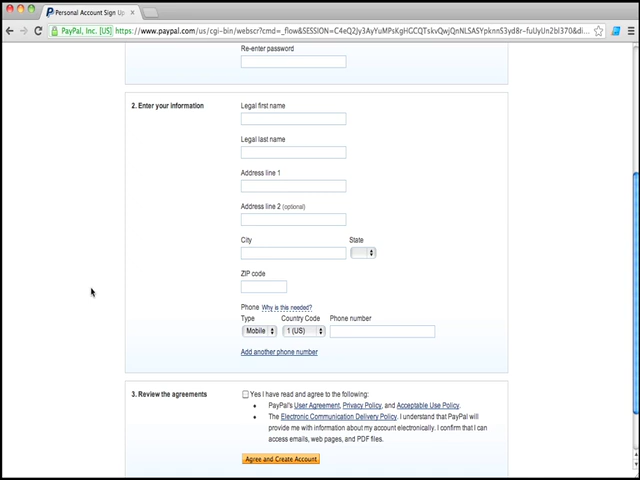 Personal Account Sign Up
PayPal, Inc. [US] https://www.paypal.com/us/cgi-bin/webscr?cmd=_flow&SESSION=
Re-enter password
2. Enter your information
Legal first name
Legal last name
Address line 1
Address line 2 (optional)
City State
ZIP code
Phone Why is this needed?
Type Country Code Phone number
Mobile 1 (US)
Add another phone number
3. Review the agreements
Yes I have read and agree to the following:
• PayPal's User Agreement, Privacy Policy, and Acceptable Use Policy.
• The Electronic Communication Delivery Policy. I understand that PayPal will
provide me with information about my account electronically. I confirm that I can
access emails, web pages, and PDF files.
Agree and Create Account